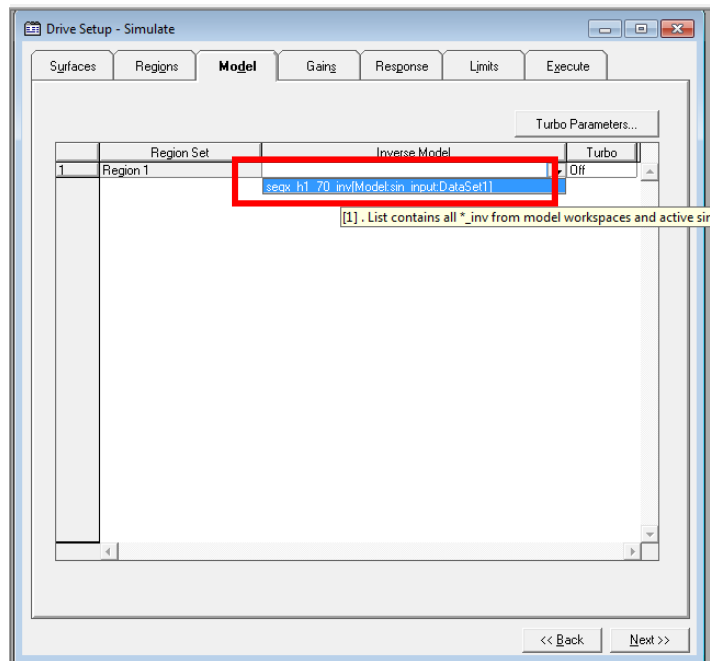 Drive Setup - Simulate
Surfaces Regions Model Gains Response Limits Execute
Turbo Parameters...
Region Set Inverse Model Turbo
1 Region 1 Off
seqx_h1_70_inv[Model:sin_input:DataSet1]
[1] . List contains all *_inv from model workspaces and active sim
<< Back Next >>